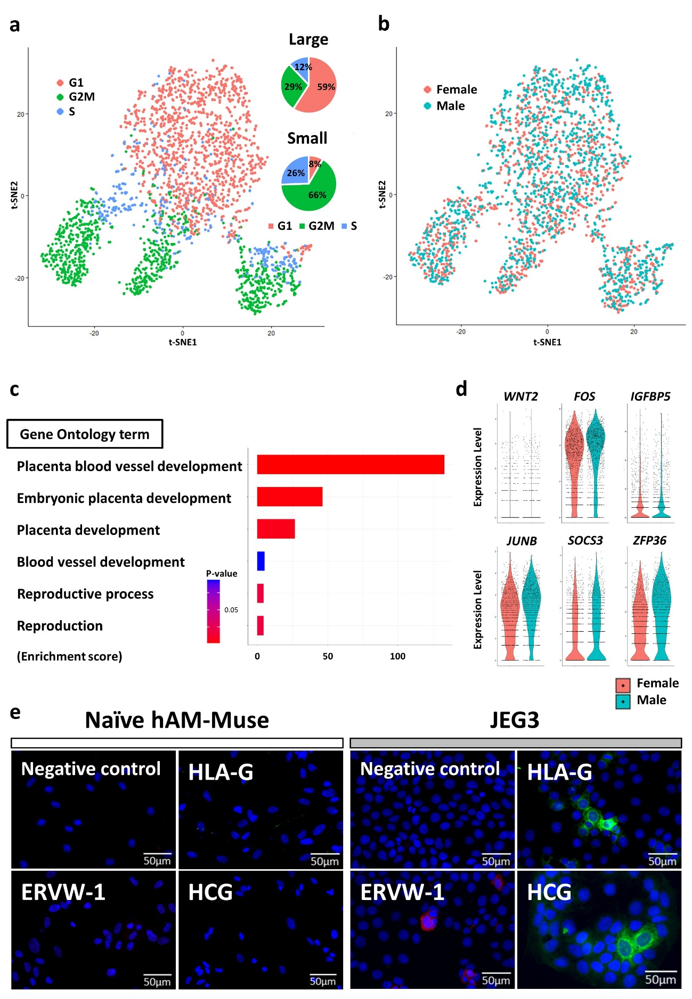 a
Large
G1
G2M
S
12%
29%
59%
Small
8%
26%
66%
G1 G2M S
20
0
-20
t-SNE2
-20 0 20
t-SNE1
b
Female
Male
20
0
-20
t-SNE2
-20 0 20
t-SNE1
c
Gene Ontology term
Placenta blood vessel development
Embryonic placenta development
Placenta development
Blood vessel development
Reproductive process
Reproduction
(Enrichment score)
P-value
0.05
0 50 100
d
WNT2 FOS IGFBP5
Expression Level
JUNB SOCS3 ZFP36
Expression Level
Female
Male
e
Naïve hAM-Muse
JEG3
Negative control
50μm
HLA-G
50μm
Negative control
50μm
HLA-G
50μm
ERVW-1
50μm
HCG
50μm
ERVW-1
50μm
HCG
50μm